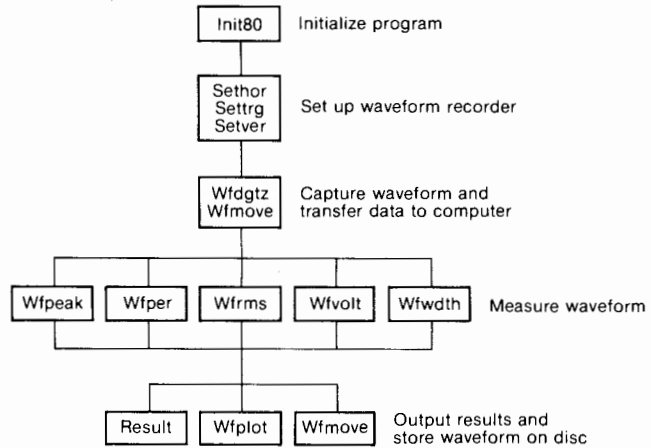 Init80 Initialize program
Sethor
Settrg Set up waveform recorder
Setver
Wfdgtz Capture waveform and
Wfmove transfer data to computer
Wfpeak Wfper Wfrms Wfvolt Wfwdth Measure waveform
Result Wfplot Wfmove Output results and
store waveform on disc